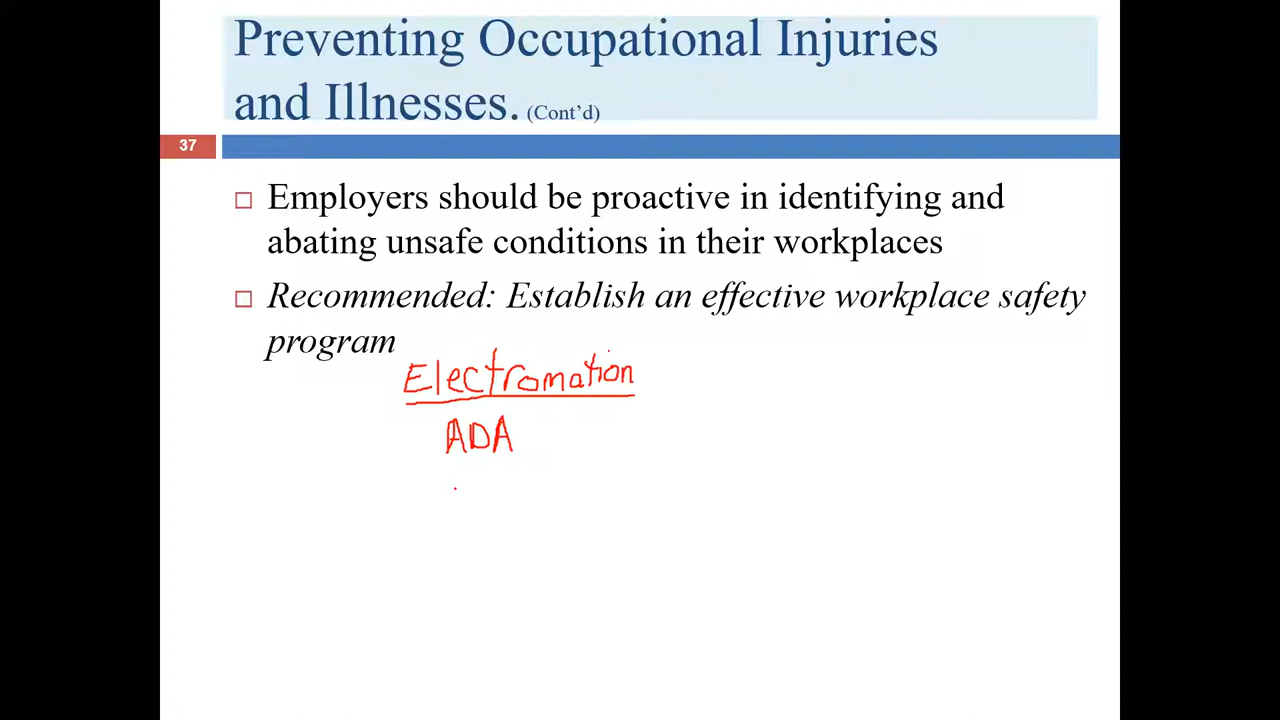 Preventing Occupational Injuries
and Illnesses. (Cont’d)
37
Employers should be proactive in identifying and
abating unsafe conditions in their workplaces
Recommended: Establish an effective workplace safety
program
Electromation
ADA